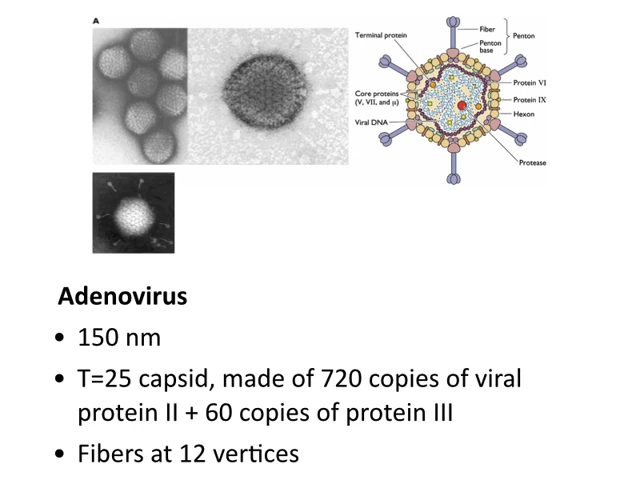 A
Terminal protein
Fiber
Penton
Penton
base
Protein VI
Core proteins
(V, VII, and μ)
Protein IX
Hexon
Viral DNA
Protease
Adenovirus
• 150 nm
• T=25 capsid, made of 720 copies of viral
protein II + 60 copies of protein III
• Fibers at 12 vertices